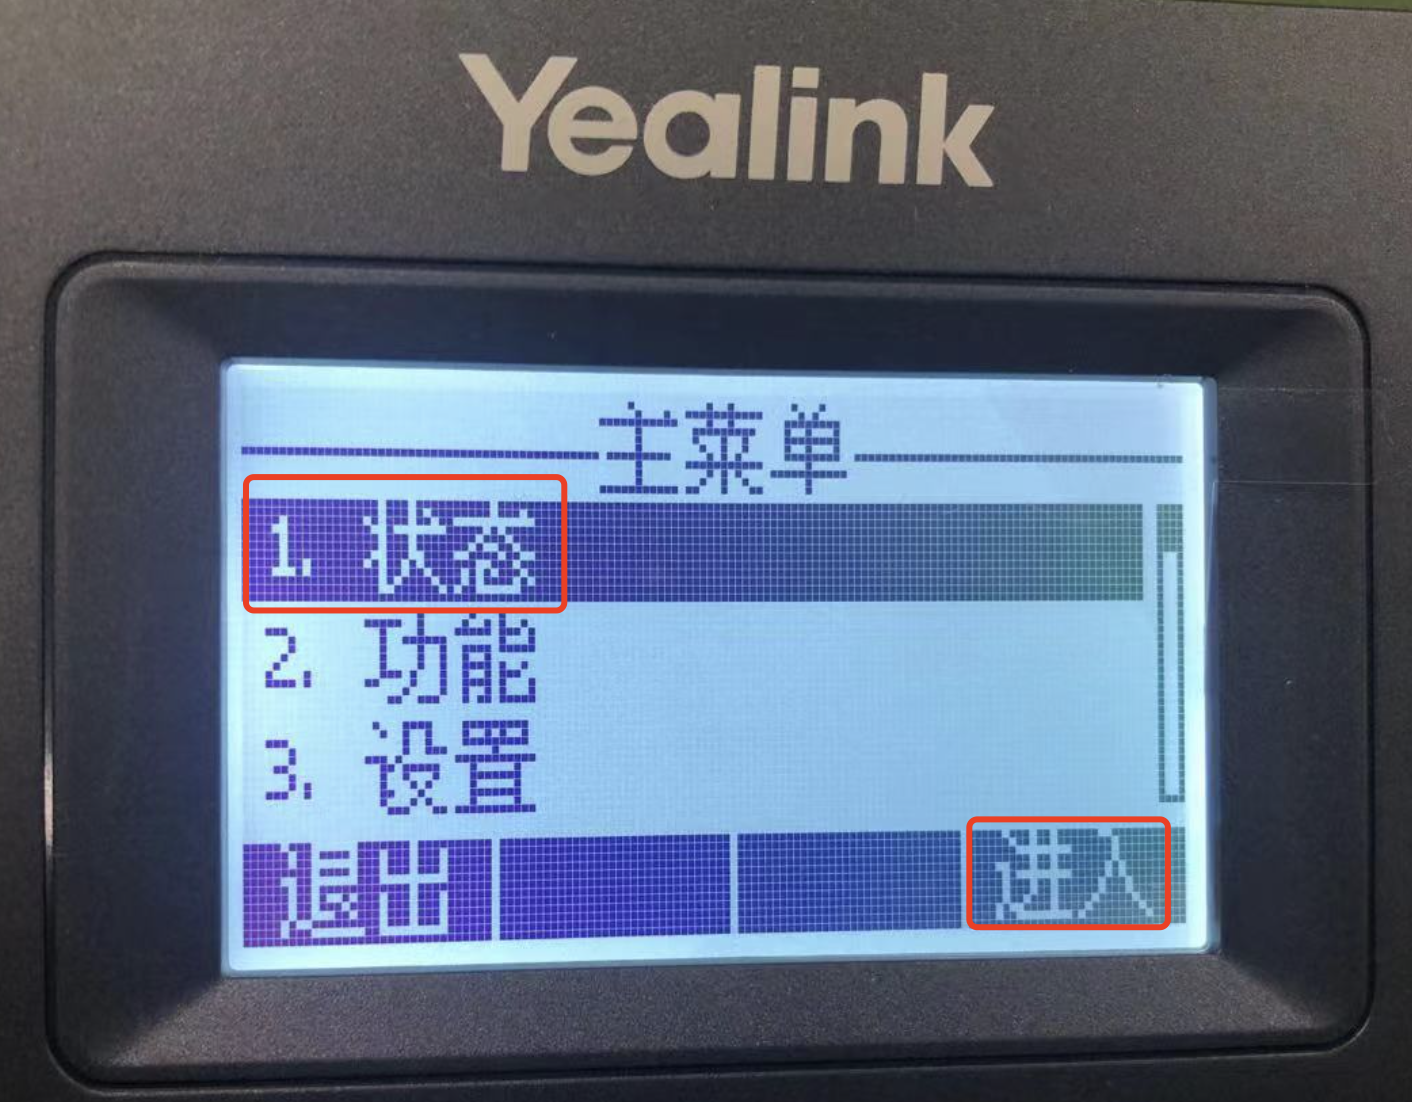 Yealink
主菜单
1. 状态
2. 功能
3. 设置
退出 进入